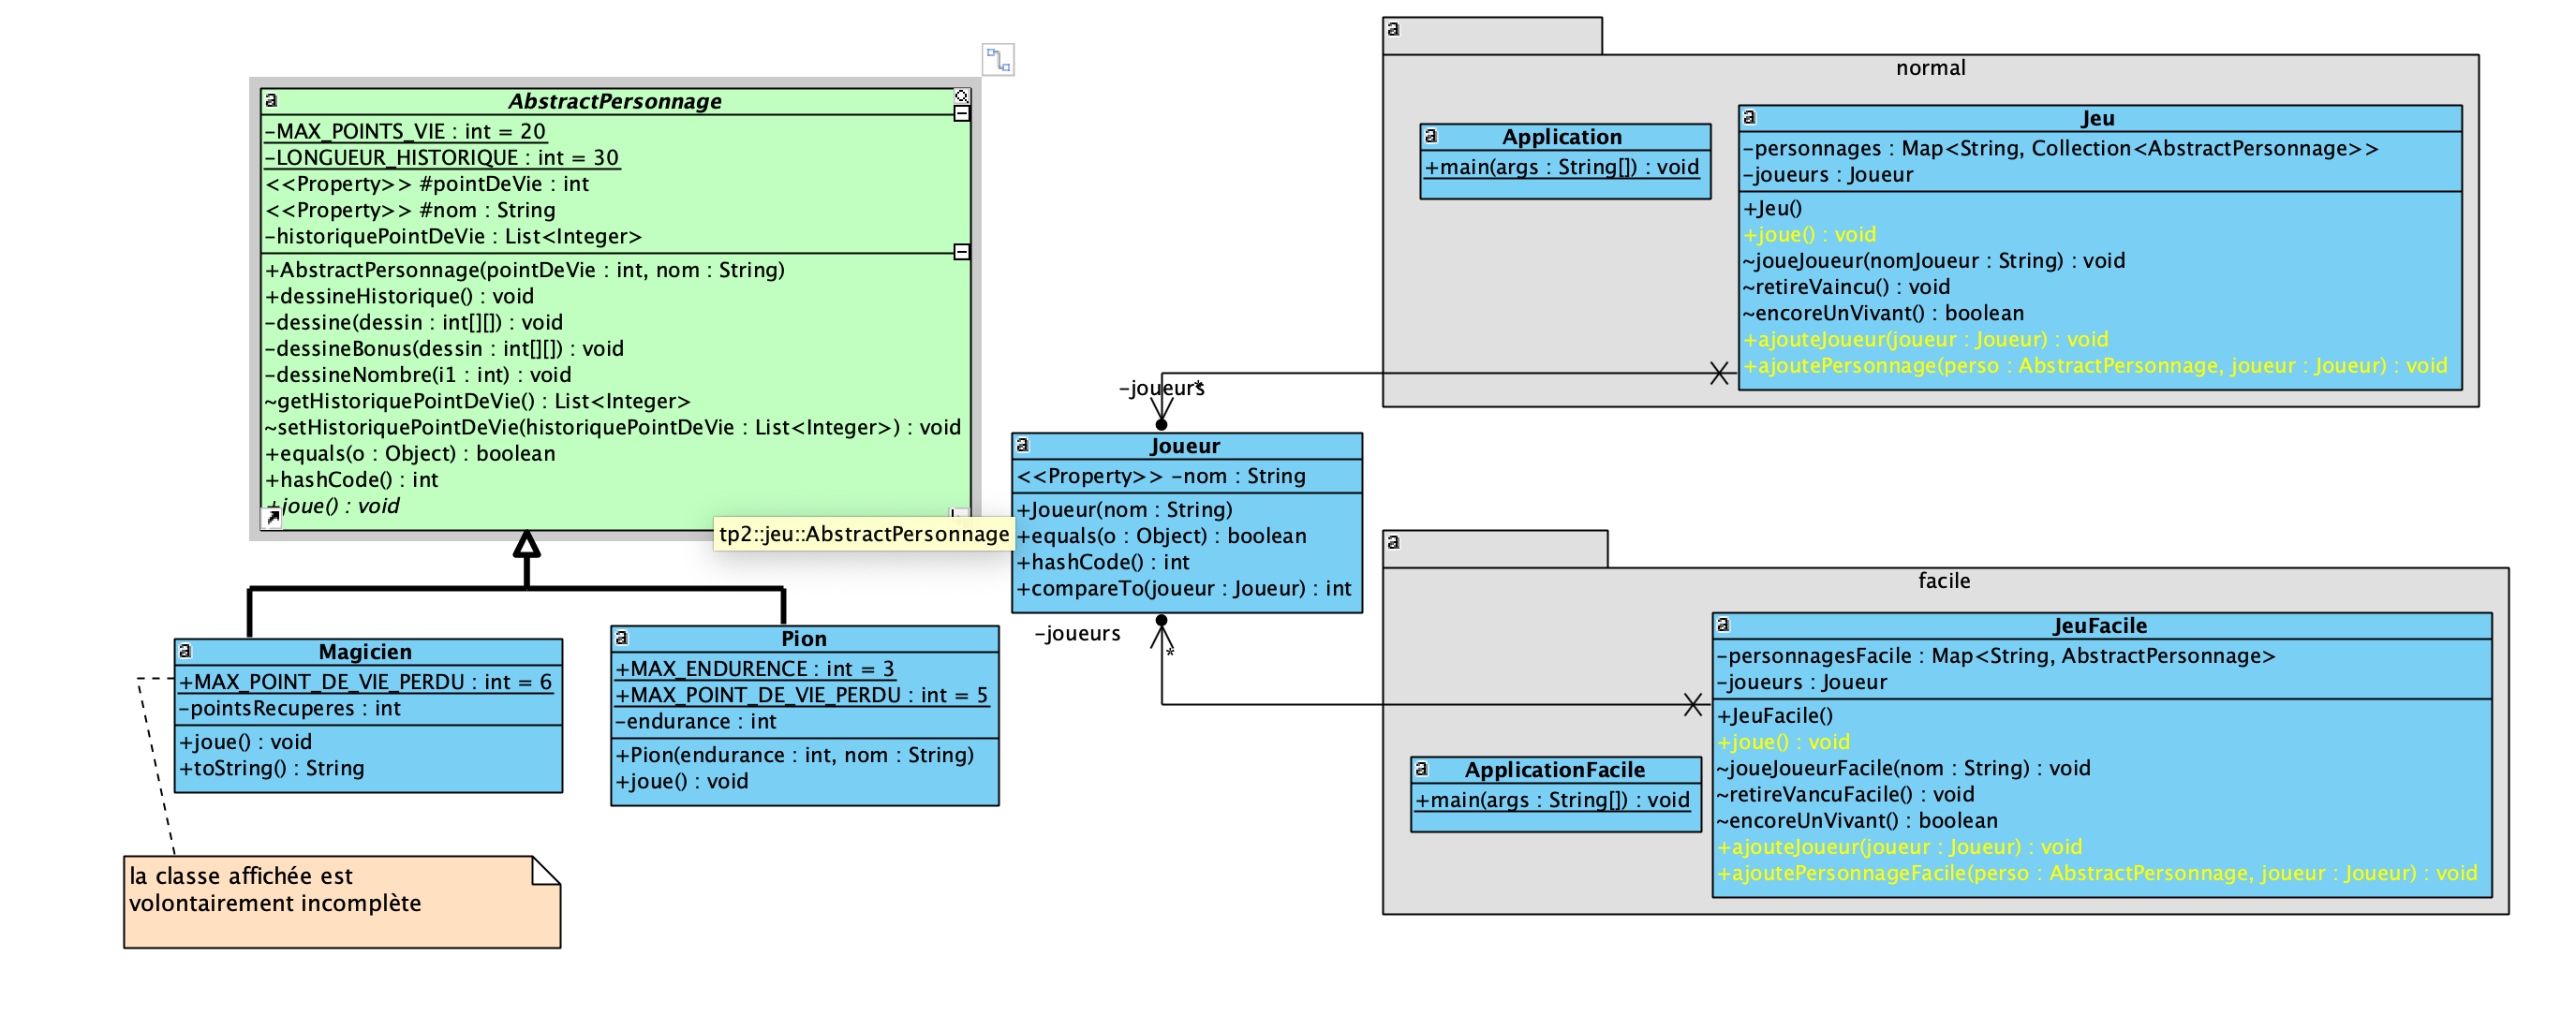 AbstractPersonnage
-MAX_POINTS_VIE : int = 20
-LONGUEUR_HISTORIQUE : int = 30
<<Property>> #pointDeVie : int
<<Property>> #nom : String
-historiquePointDeVie : List<Integer>
+AbstractPersonnage(pointDeVie : int, nom : String)
+dessineHistorique() : void
-dessine(dessin : int[][]) : void
-dessineBonus(dessin : int[][]) : void
-dessineNombre(i1 : int) : void
~getHistoriquePointDeVie() : List<Integer>
~setHistoriquePointDeVie(historiquePointDeVie : List<Integer>) : void
+equals(o : Object) : boolean
+hashCode() : int
+joue() : void
tp2::jeu::AbstractPersonnage
Magicien
+MAX_POINT_DE_VIE_PERDU : int = 6
-pointsRecuperes : int
+joue() : void
+toString() : String
Pion
+MAX_ENDURENCE : int = 3
+MAX_POINT_DE_VIE_PERDU : int = 5
-endurance : int
+Pion(endurance : int, nom : String)
+joue() : void
la classe affichée est
volontairement incomplète
-joueurs
*
Joueur
<<Property>> -nom : String
+Joueur(nom : String)
+equals(o : Object) : boolean
+hashCode() : int
+compareTo(joueur : Joueur) : int
-joueurs
*
normal
Application
+main(args : String[]) : void
Jeu
-personnages : Map<String, Collection<AbstractPersonnage>>
-joueurs : Joueur
+Jeu()
+joue() : void
~joueJoueur(nomJoueur : String) : void
~retireVaincu() : void
~encoreUnVivant() : boolean
+ajouteJoueur(joueur : Joueur) : void
+ajoutePersonnage(perso : AbstractPersonnage, joueur : Joueur) : void
facile
ApplicationFacile
+main(args : String[]) : void
JeuFacile
-personnagesFacile : Map<String, AbstractPersonnage>
-joueurs : Joueur
+JeuFacile()
+joue() : void
~joueJoueurFacile(nom : String) : void
~retireVancuFacile() : void
~encoreUnVivant() : boolean
+ajouteJoueur(joueur : Joueur) : void
+ajoutePersonnageFacile(perso : AbstractPersonnage, joueur : Joueur) : void